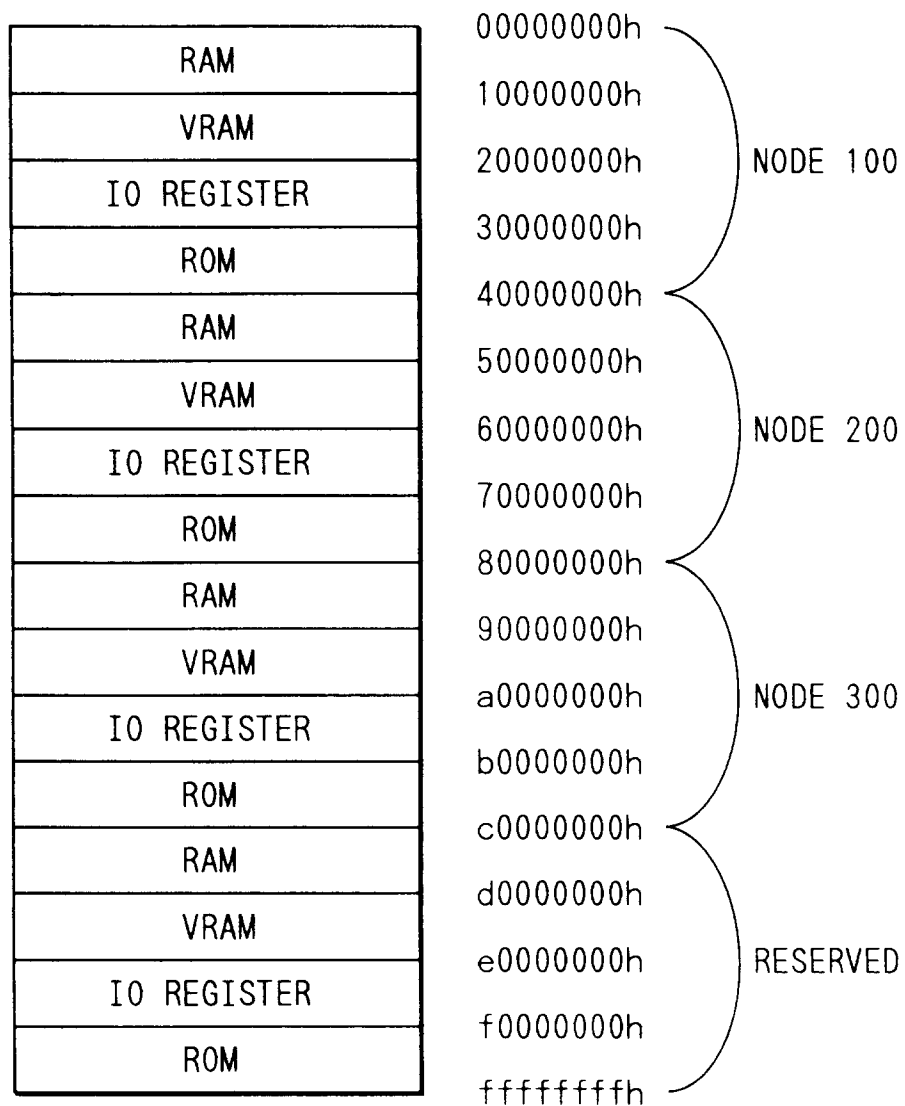 RAM
VRAM
IO REGISTER
ROM
RAM
VRAM
IO REGISTER
ROM
RAM
VRAM
IO REGISTER
ROM
RAM
VRAM
IO REGISTER
ROM
00000000h
10000000h
20000000h
30000000h
40000000h
50000000h
60000000h
70000000h
80000000h
90000000h
a0000000h
b0000000h
c0000000h
d0000000h
e0000000h
f0000000h
ffffffffh
NODE 100
NODE 200
NODE 300
RESERVED